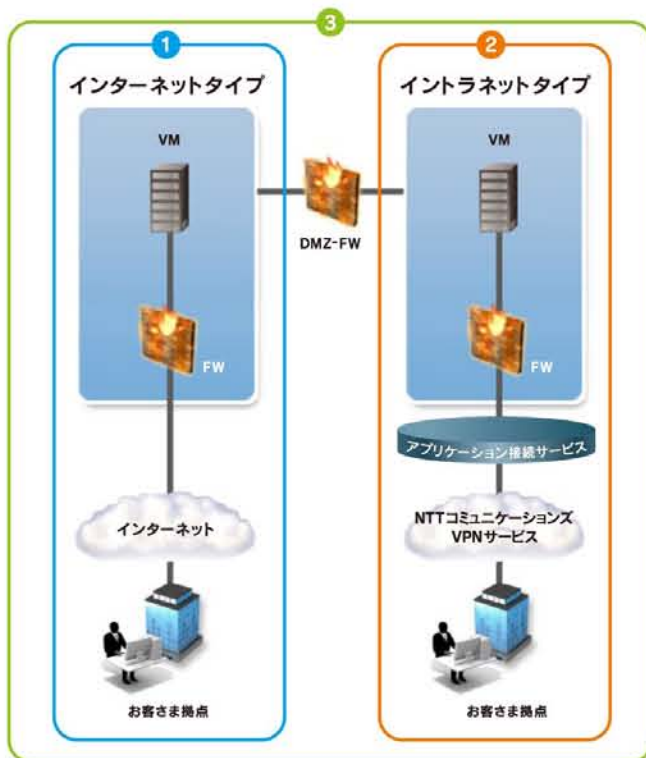 3
1
インターネットタイプ
VM
FW
インターネット
お客さま拠点
DMZ-FW
2
イントラネットタイプ
VM
FW
アプリケーション接続サービス
NTTコミュニケーションズ
VPNサービス
お客さま拠点